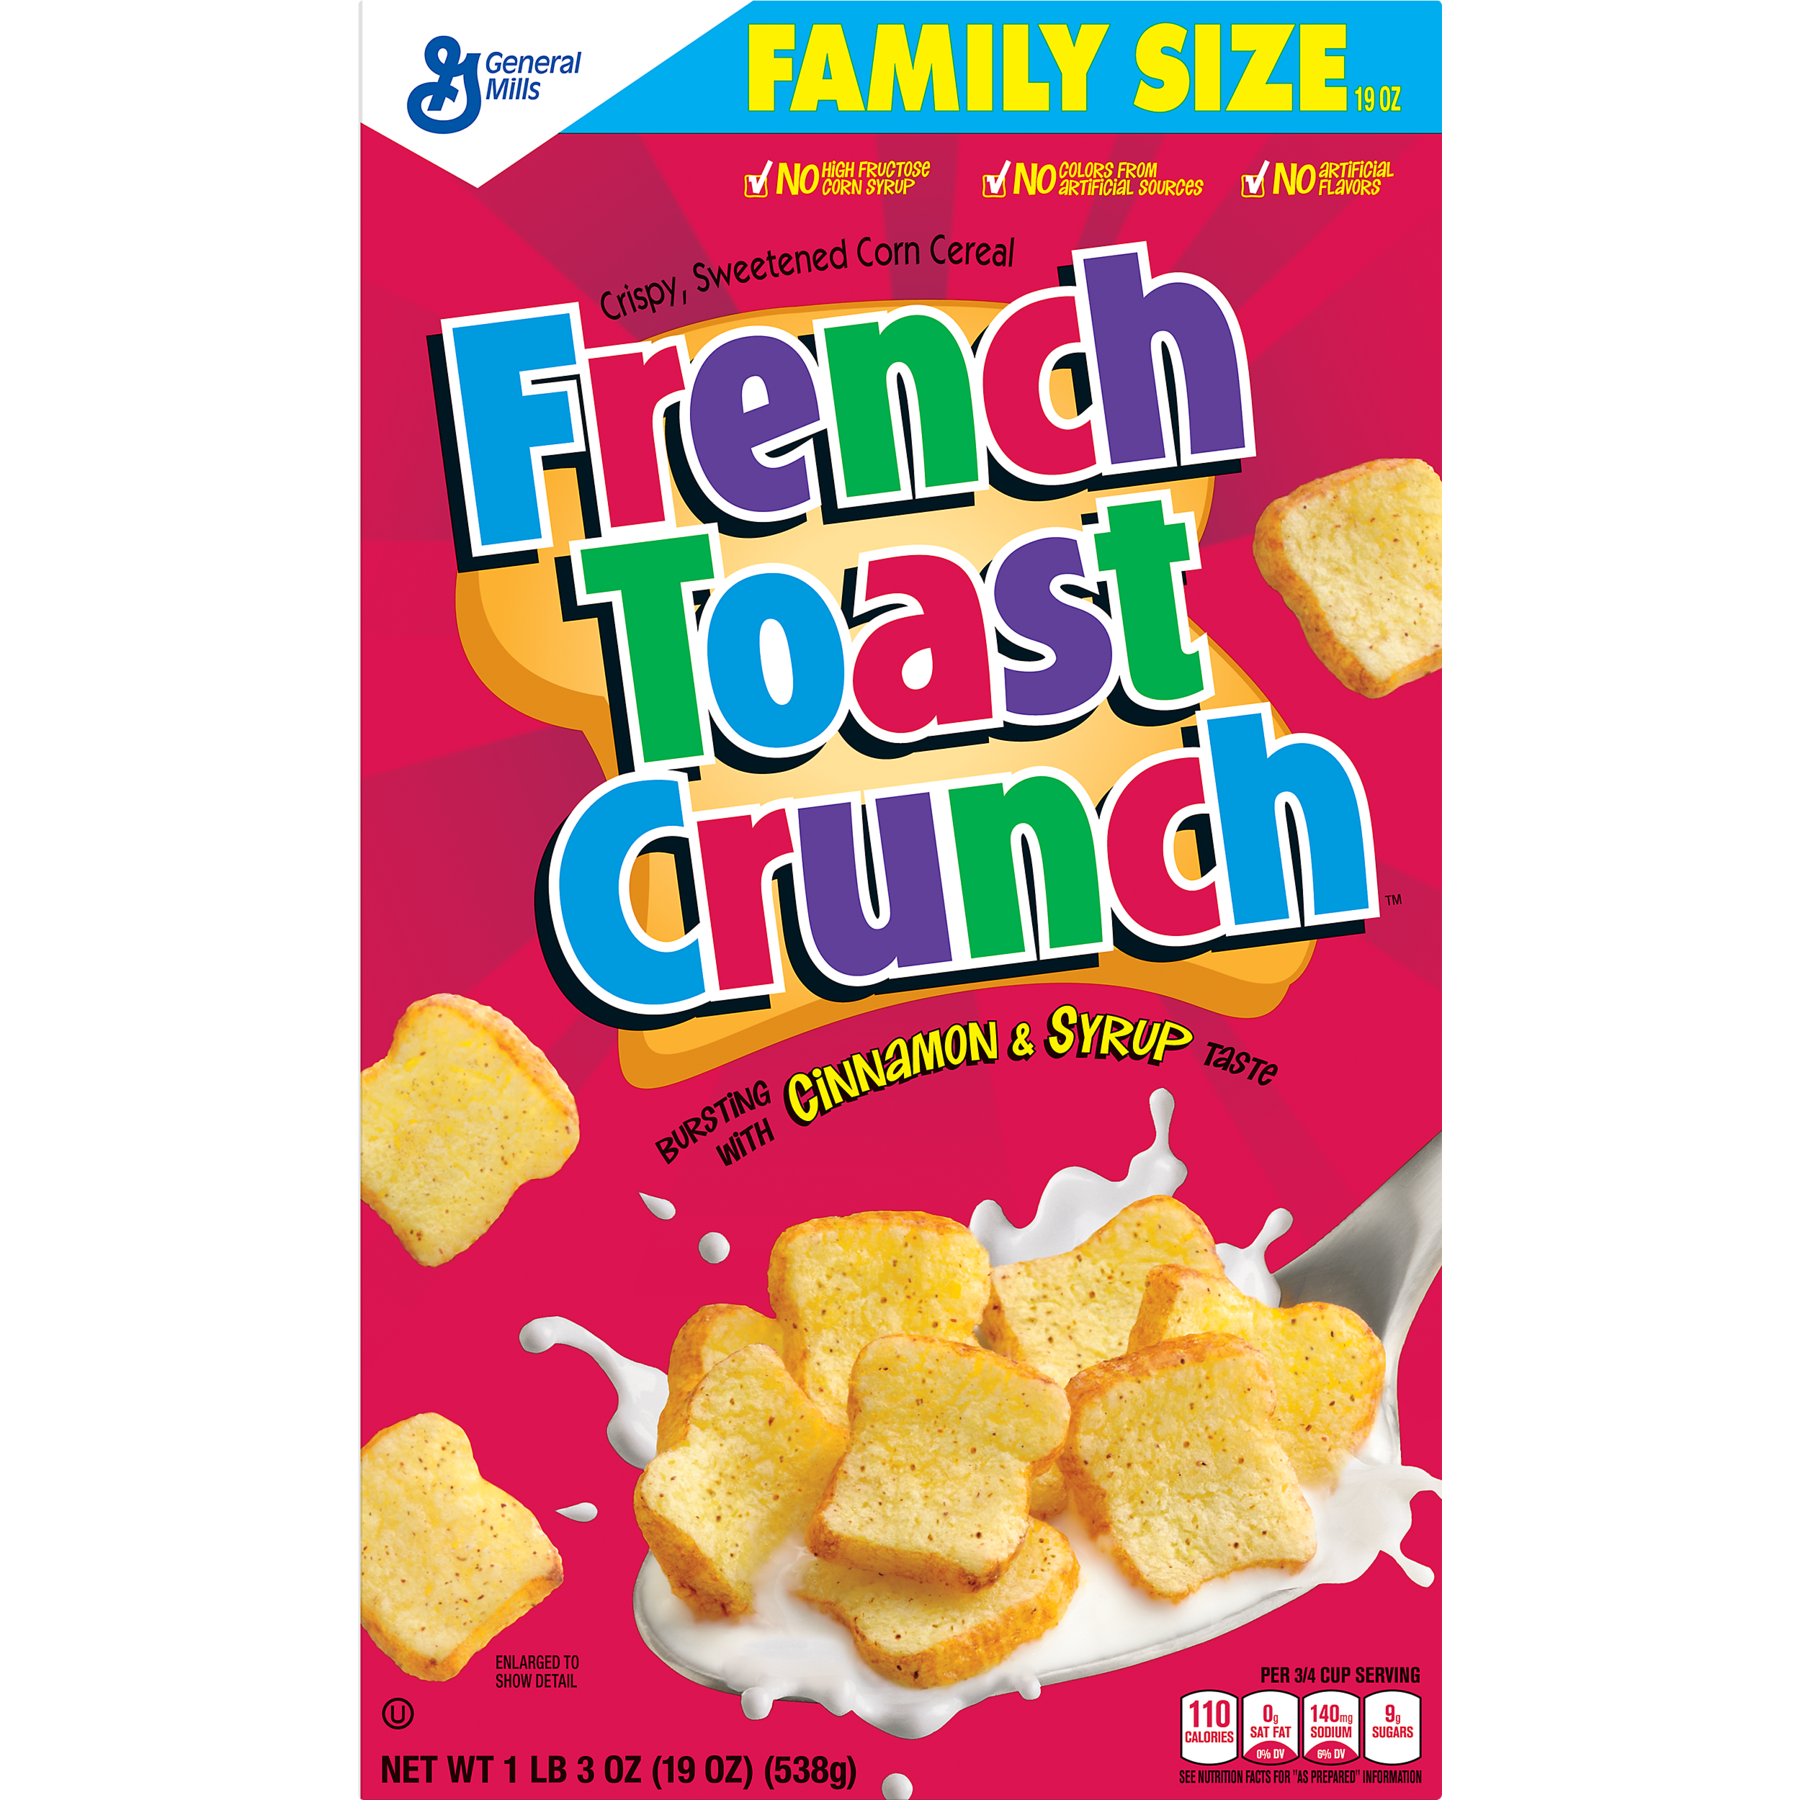 General
Mills
FAMILY SIZE 19 OZ
NO HIGH FRUCTOSE
CORN SYRUP
NO COLORS FROM
ARTIFICIAL SOURCES
NO ARTIFICIAL
FLAVORS
Crispy, Sweetened Corn Cereal
French
Toast
Crunch™
BURSTING
WITH
CINNAMON & SYRUP TASTE
ENLARGED TO
SHOW DETAIL
U
NET WT 1 LB 3 OZ (19 OZ) (538g)
PER 3/4 CUP SERVING
110
CALORIES
0g
SAT FAT
0% DV
140mg
SODIUM
6% DV
9g
SUGARS
SEE NUTRITION FACTS FOR "AS PREPARED" INFORMATION